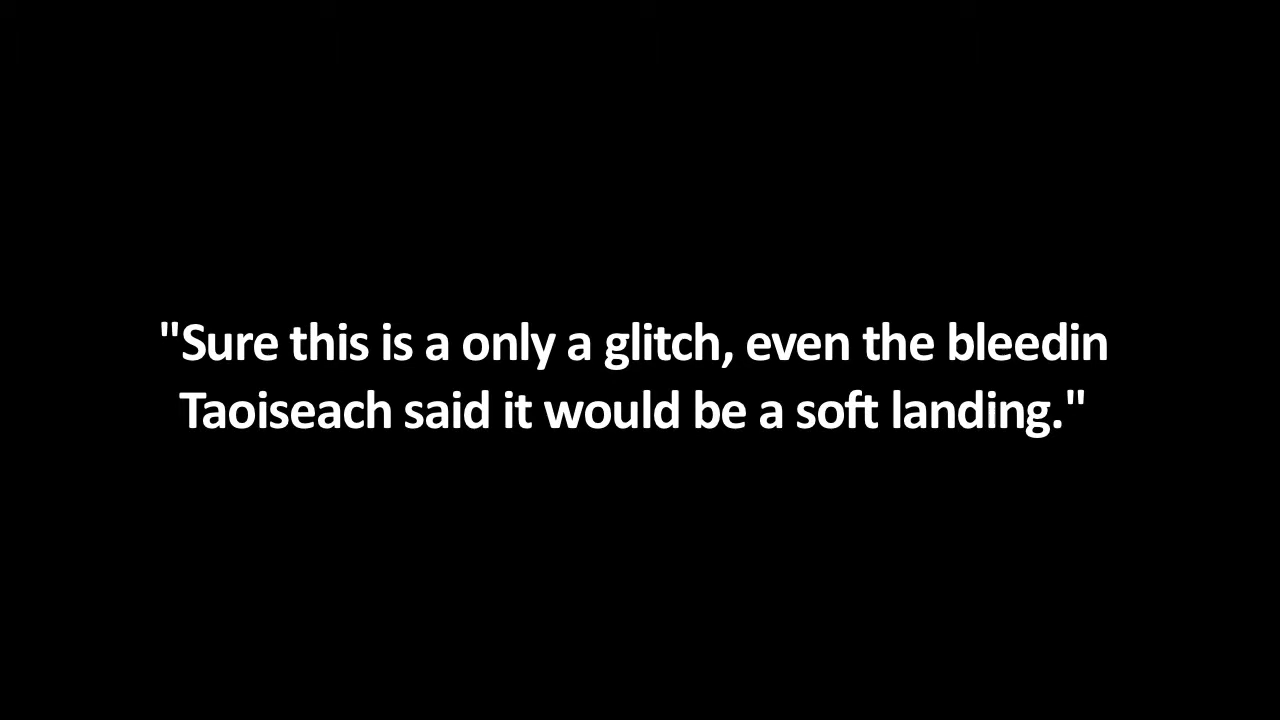 "Sure this is a only a glitch, even the bleedin
Taoiseach said it would be a soft landing."